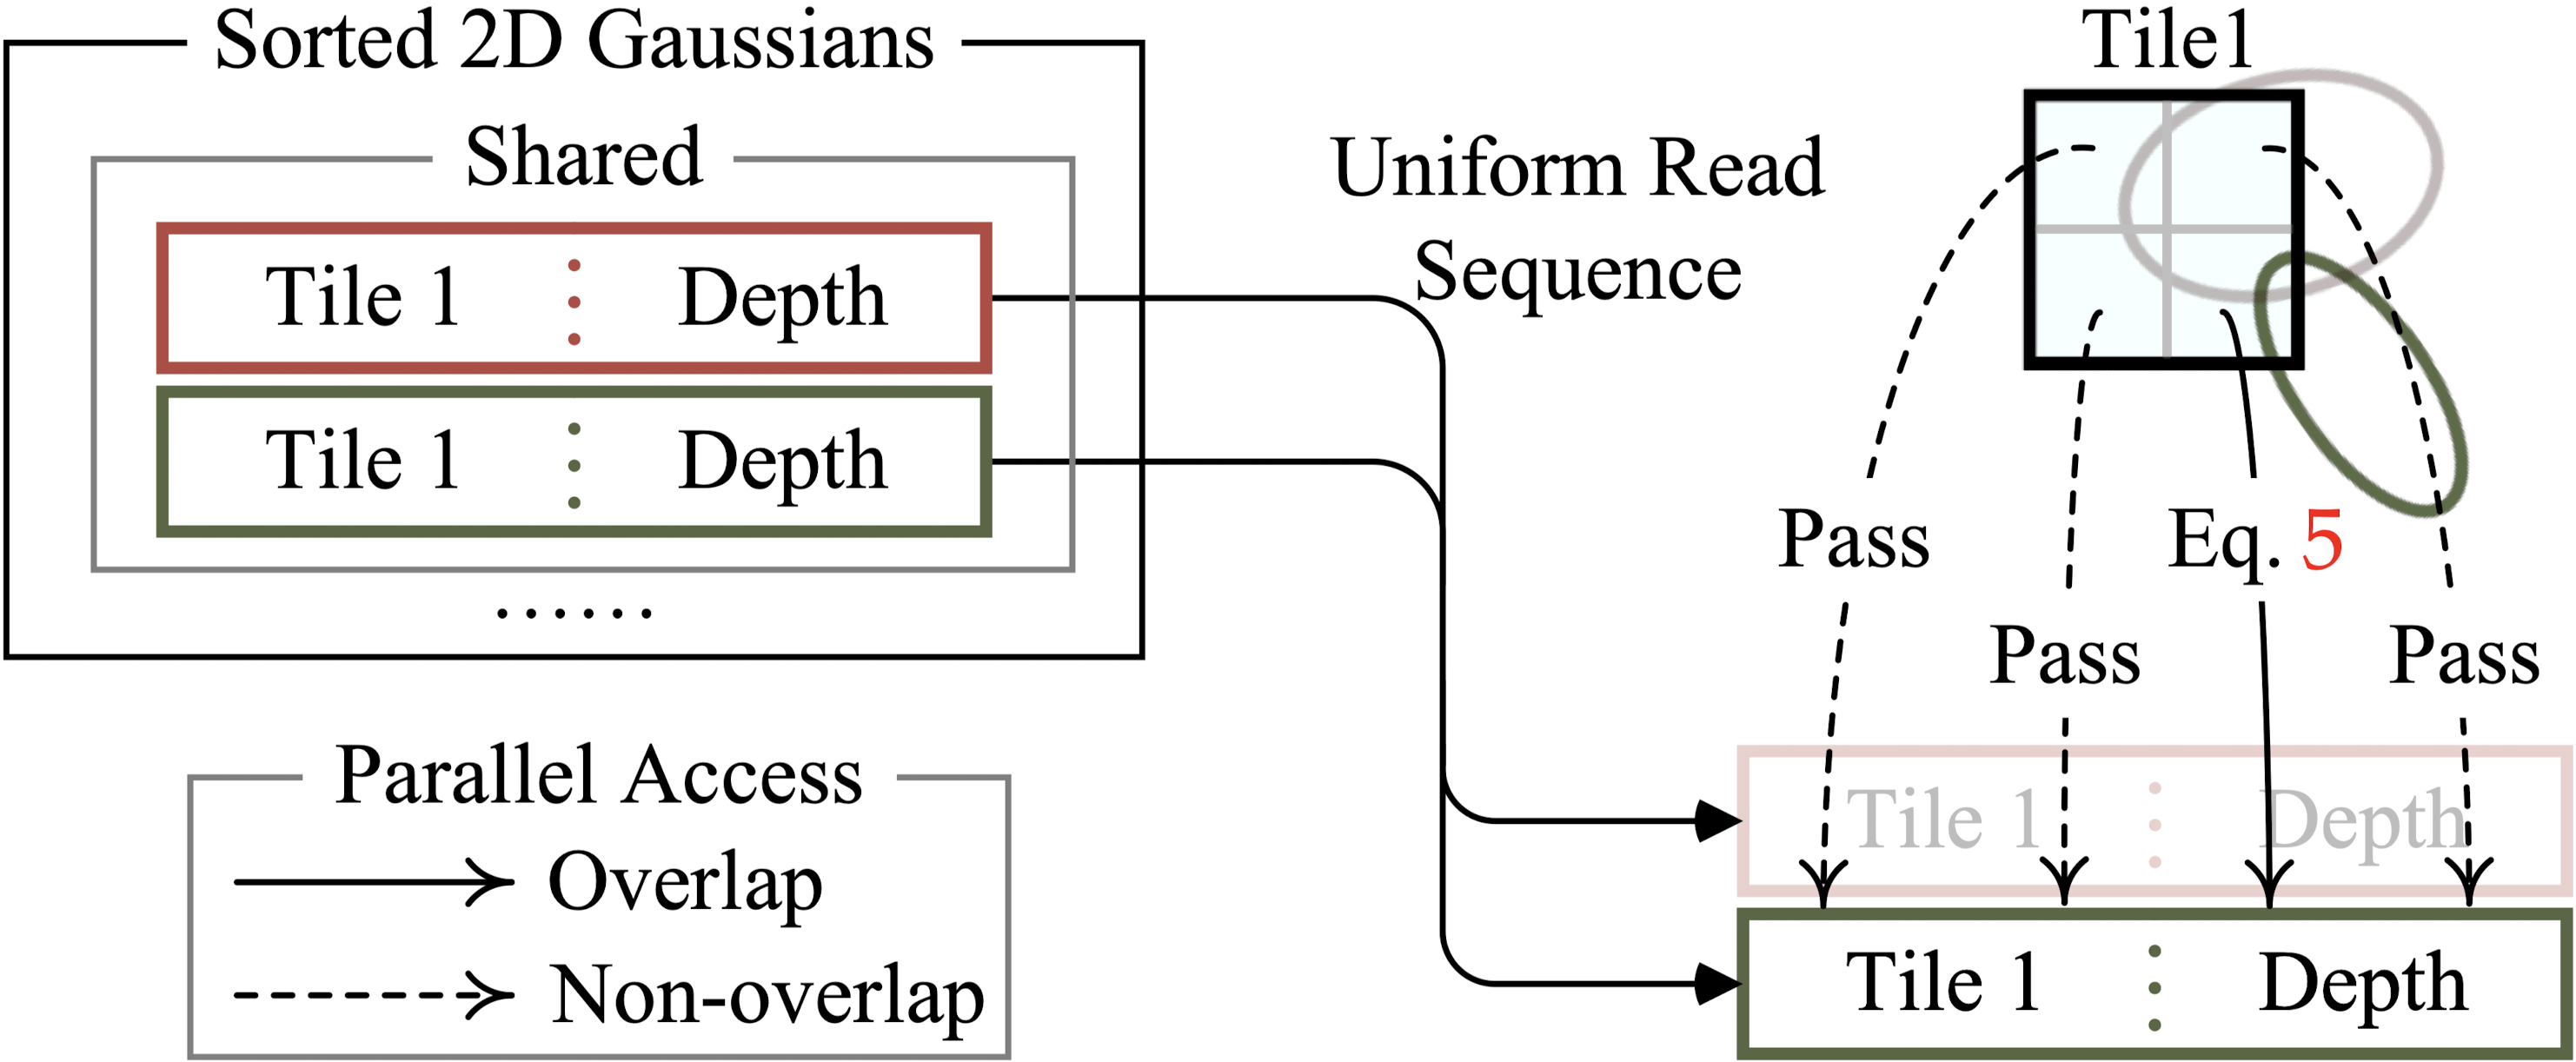 Sorted 2D Gaussians
Shared
Tile 1 ⋮ Depth
Tile 1 ⋮ Depth
......
Parallel Access
Overlap
Non-overlap
Uniform Read
Sequence
Tile1
Pass
Eq. 5
Pass
Pass
Tile 1 ⋮ Depth
Tile 1 ⋮ Depth